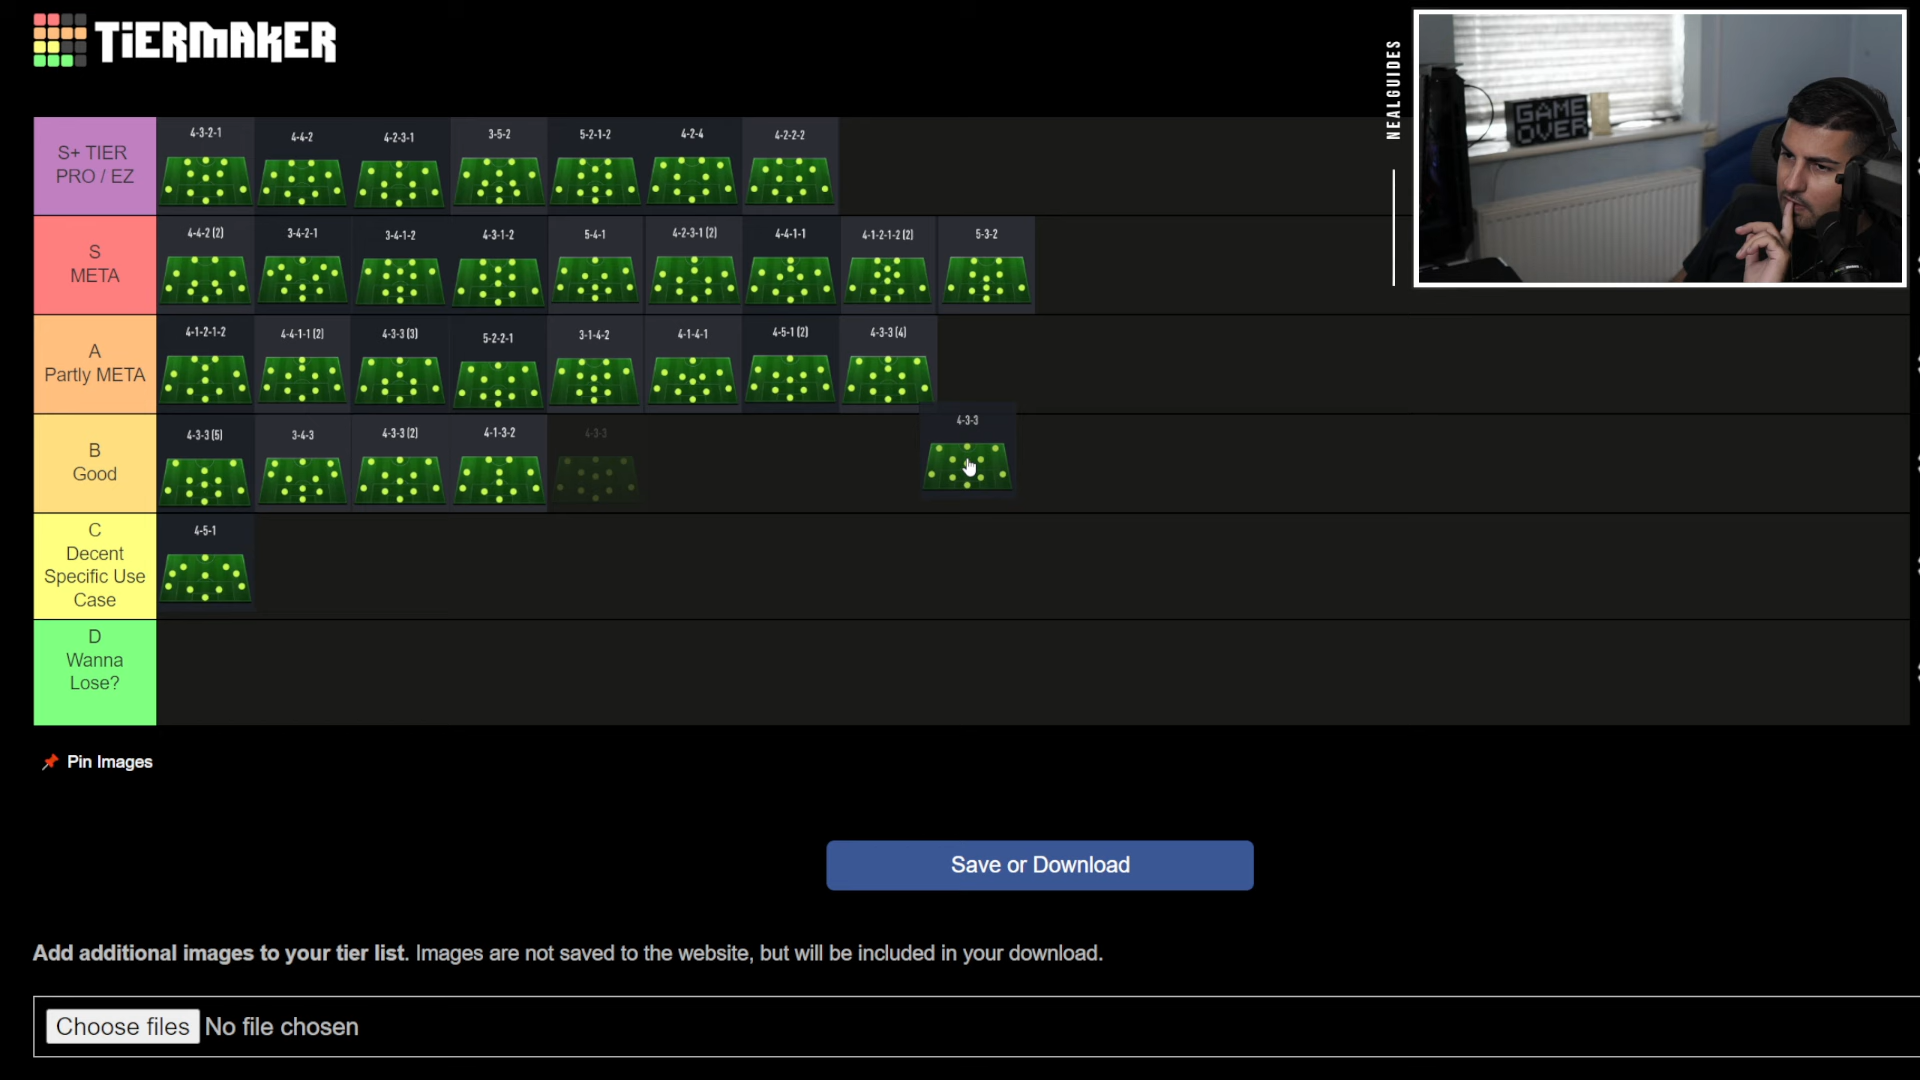 TiERMAKER
NEALGUIDES
GAME
OVER
S+ TIER
PRO / EZ
4-3-2-1
4-4-2
4-2-3-1
3-5-2
5-2-1-2
4-2-4
4-2-2-2
S
META
4-4-2 (2)
3-4-2-1
3-4-1-2
4-3-1-2
5-4-1
4-2-3-1 (2)
4-4-1-1
4-1-2-1-2 (2)
5-3-2
A
Partly META
4-1-2-1-2
4-4-1-1 (2)
4-3-3 (3)
5-2-2-1
3-1-4-2
4-1-4-1
4-5-1 (2)
4-3-3 (4)
B
Good
4-3-3 (5)
3-4-3
4-3-3 (2)
4-1-3-2
4-3-3
4-3-3
C
Decent
Specific Use
Case
4-5-1
D
Wanna
Lose?
Pin Images
Save or Download
Add additional images to your tier list. Images are not saved to the website, but will be included in your download.
Choose files No file chosen